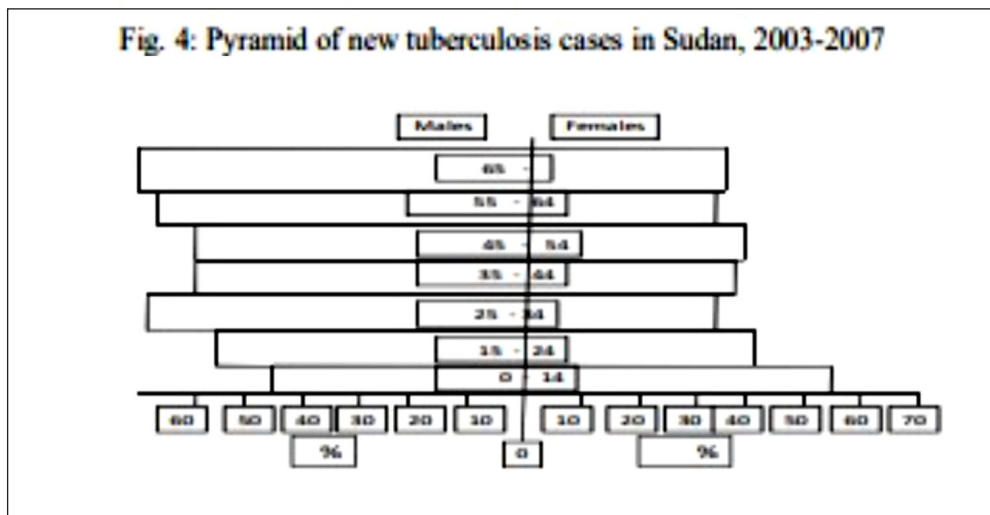 Fig. 4: Pyramid of new tuberculosis cases in Sudan, 2003-2007
Males Females
65 -
55 - 64
45 - 54
35 - 44
25 - 34
15 - 24
0 - 14
60 50 40 30 20 10 10 20 30 40 50 60 70
% 0 %